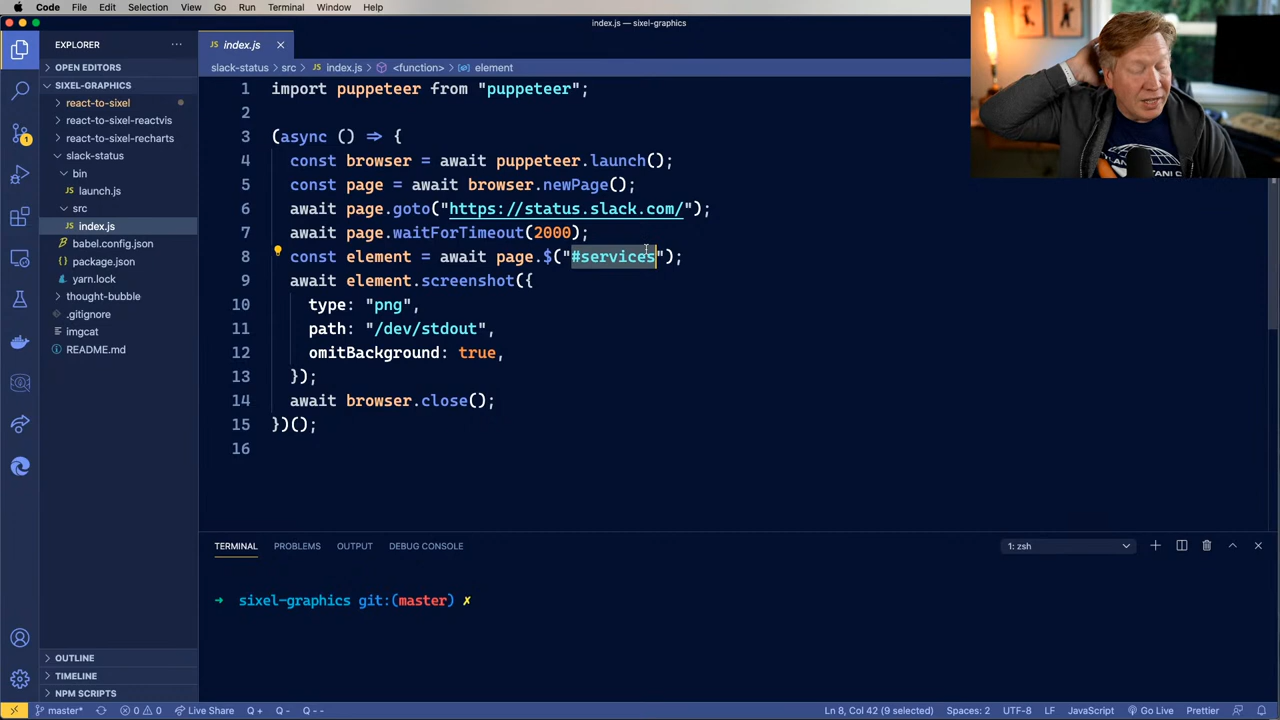 Code File Edit Selection View Go Run Terminal Window Help
index.js — sixel-graphics
EXPLORER
OPEN EDITORS
SIXEL-GRAPHICS
react-to-sixel
react-to-sixel-reactvis
react-to-sixel-recharts
slack-status
bin
launch.js
src
index.js
babel.config.json
package.json
yarn.lock
thought-bubble
.gitignore
imgcat
README.md
OUTLINE
TIMELINE
NPM SCRIPTS
JS index.js
slack-status > src > JS index.js > <function> > element
1 import puppeteer from "puppeteer";
2
3 (async () => {
4 const browser = await puppeteer.launch();
5 const page = await browser.newPage();
6 await page.goto("https://status.slack.com/");
7 await page.waitForTimeout(2000);
8 const element = await page.$("#services");
9 await element.screenshot({
10 type: "png",
11 path: "/dev/stdout",
12 omitBackground: true,
13 });
14 await browser.close();
15 })();
16
TERMINAL PROBLEMS OUTPUT DEBUG CONSOLE 1: zsh
➜ sixel-graphics git:(master) ✗
master* 0 0 Live Share Q + Q - Q - - Ln 8, Col 42 (9 selected) Spaces: 2 UTF-8 LF JavaScript Go Live Prettier